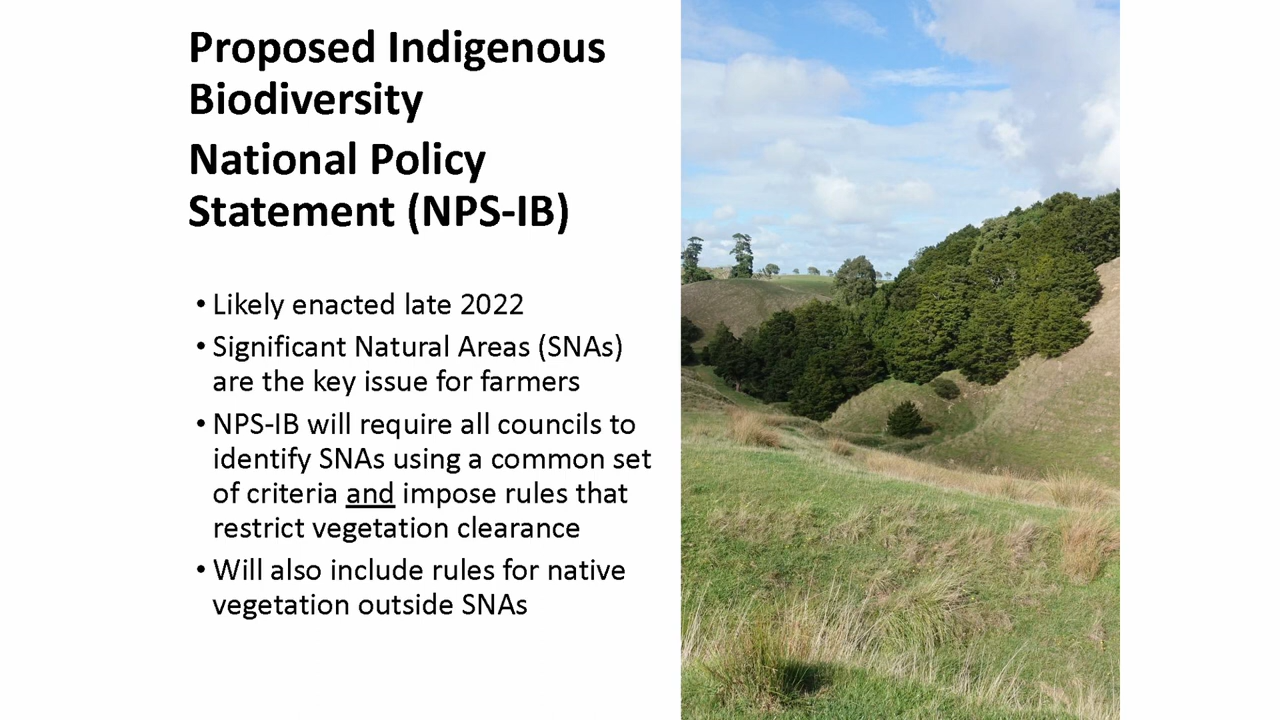 Proposed Indigenous
Biodiversity
National Policy
Statement (NPS-IB)
• Likely enacted late 2022
• Significant Natural Areas (SNAs)
are the key issue for farmers
• NPS-IB will require all councils to
identify SNAs using a common set
of criteria and impose rules that
restrict vegetation clearance
• Will also include rules for native
vegetation outside SNAs